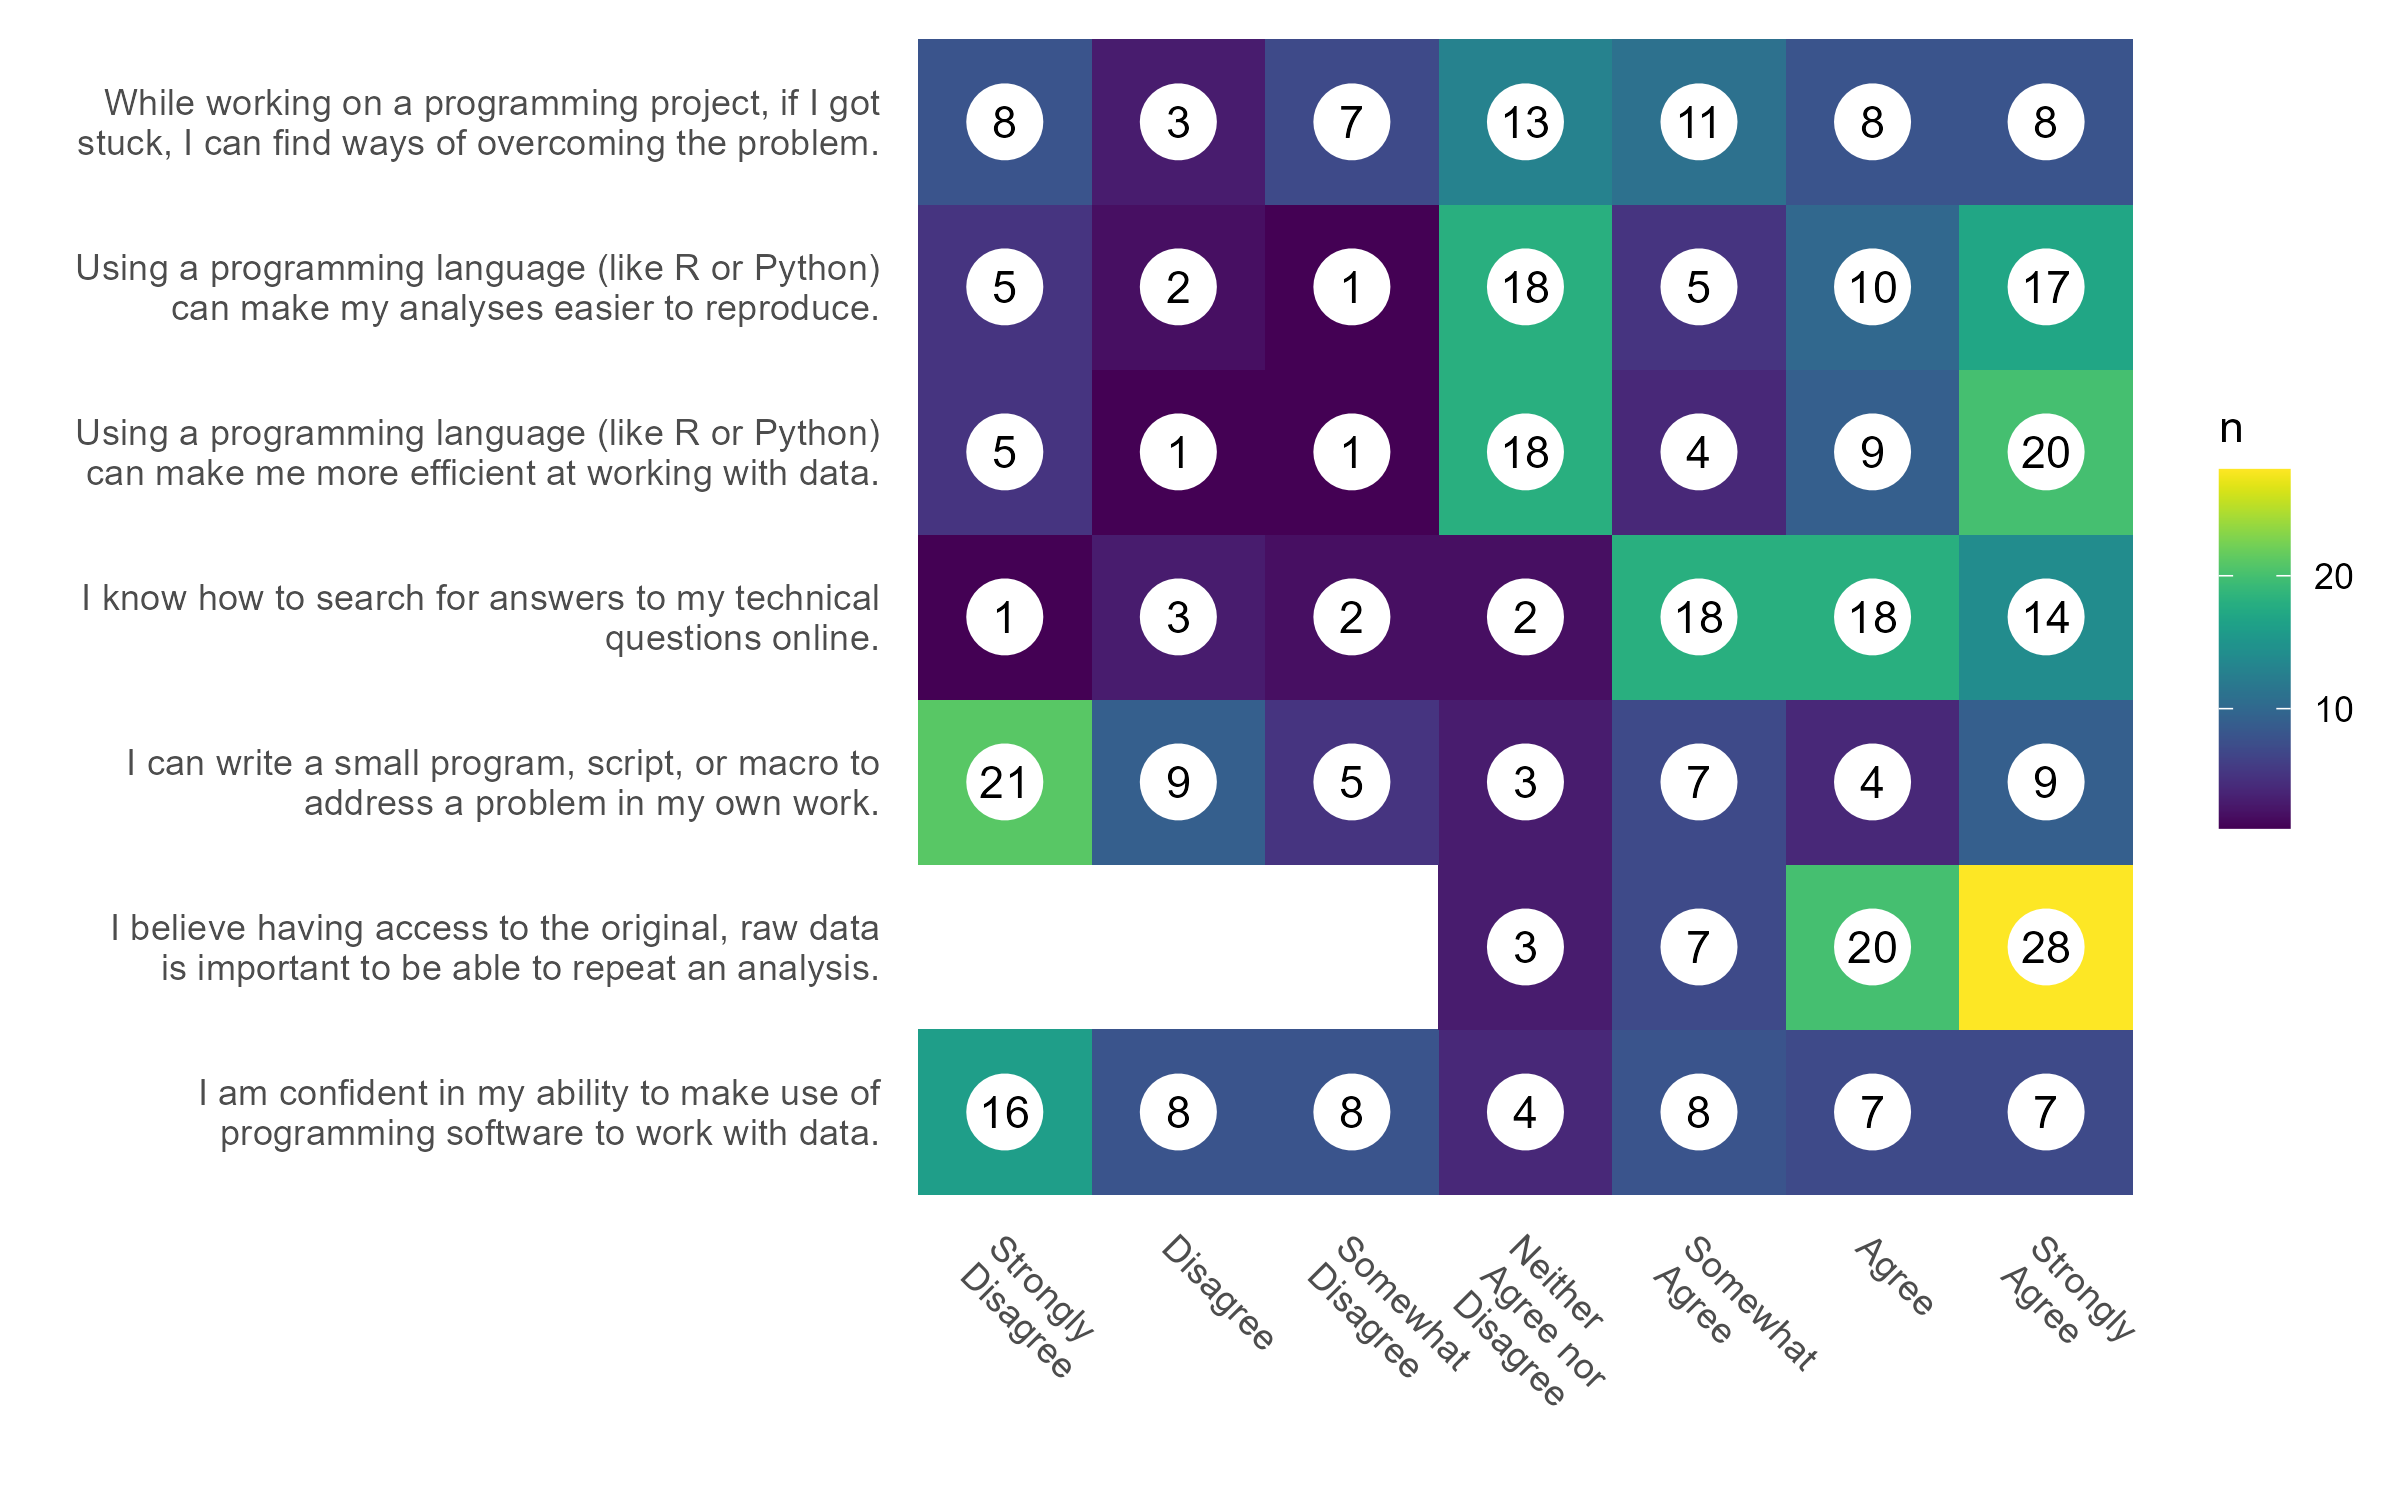 While working on a programming project, if I got
stuck, I can find ways of overcoming the problem.
8 3 7 13 11 8 8
Using a programming language (like R or Python)
can make my analyses easier to reproduce.
5 2 1 18 5 10 17
Using a programming language (like R or Python)
can make me more efficient at working with data.
5 1 1 18 4 9 20
I know how to search for answers to my technical
questions online.
1 3 2 2 18 18 14
I can write a small program, script, or macro to
address a problem in my own work.
21 9 5 3 7 4 9
I believe having access to the original, raw data
is important to be able to repeat an analysis.
3 7 20 28
I am confident in my ability to make use of
programming software to work with data.
16 8 8 4 8 7 7
Strongly
Disagree
Disagree
Somewhat
Disagree
Neither
Agree nor
Disagree
Somewhat
Agree
Agree
Strongly
Agree
n
20
10